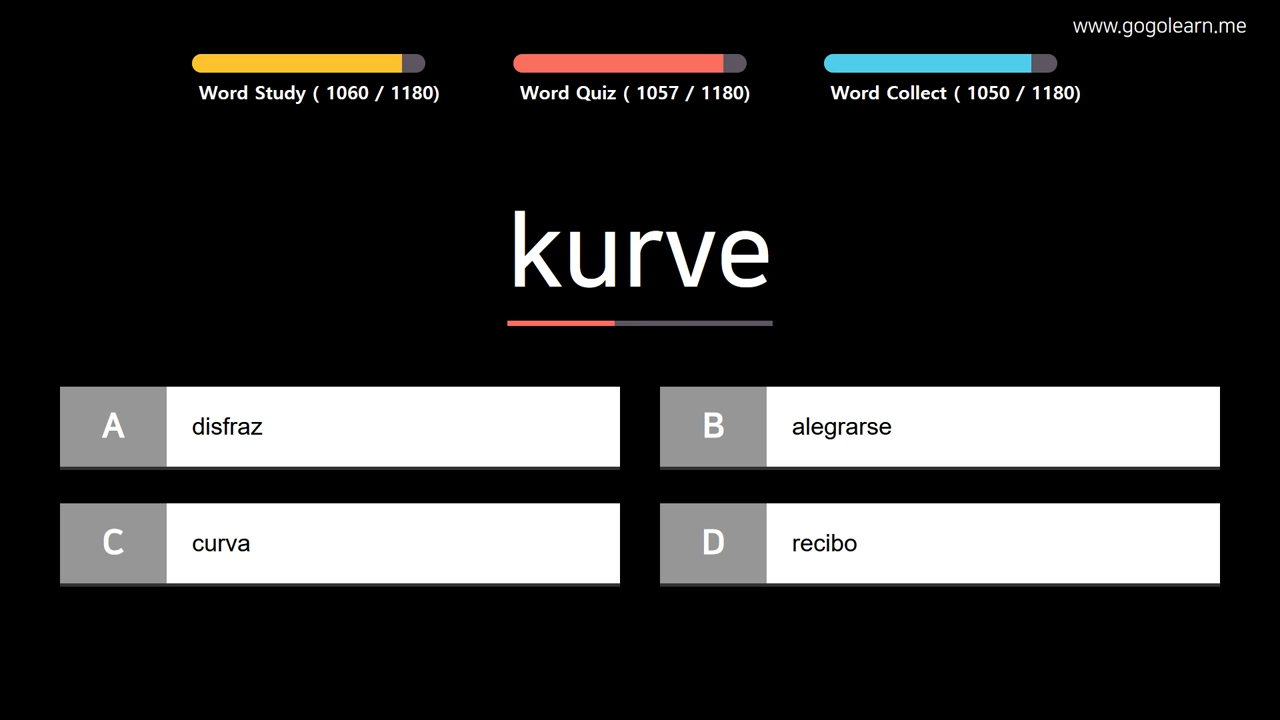 www.gogolearn.me
Word Study ( 1060 / 1180)
Word Quiz ( 1057 / 1180)
Word Collect ( 1050 / 1180)
kurve
A disfraz
B alegrarse
C curva
D recibo